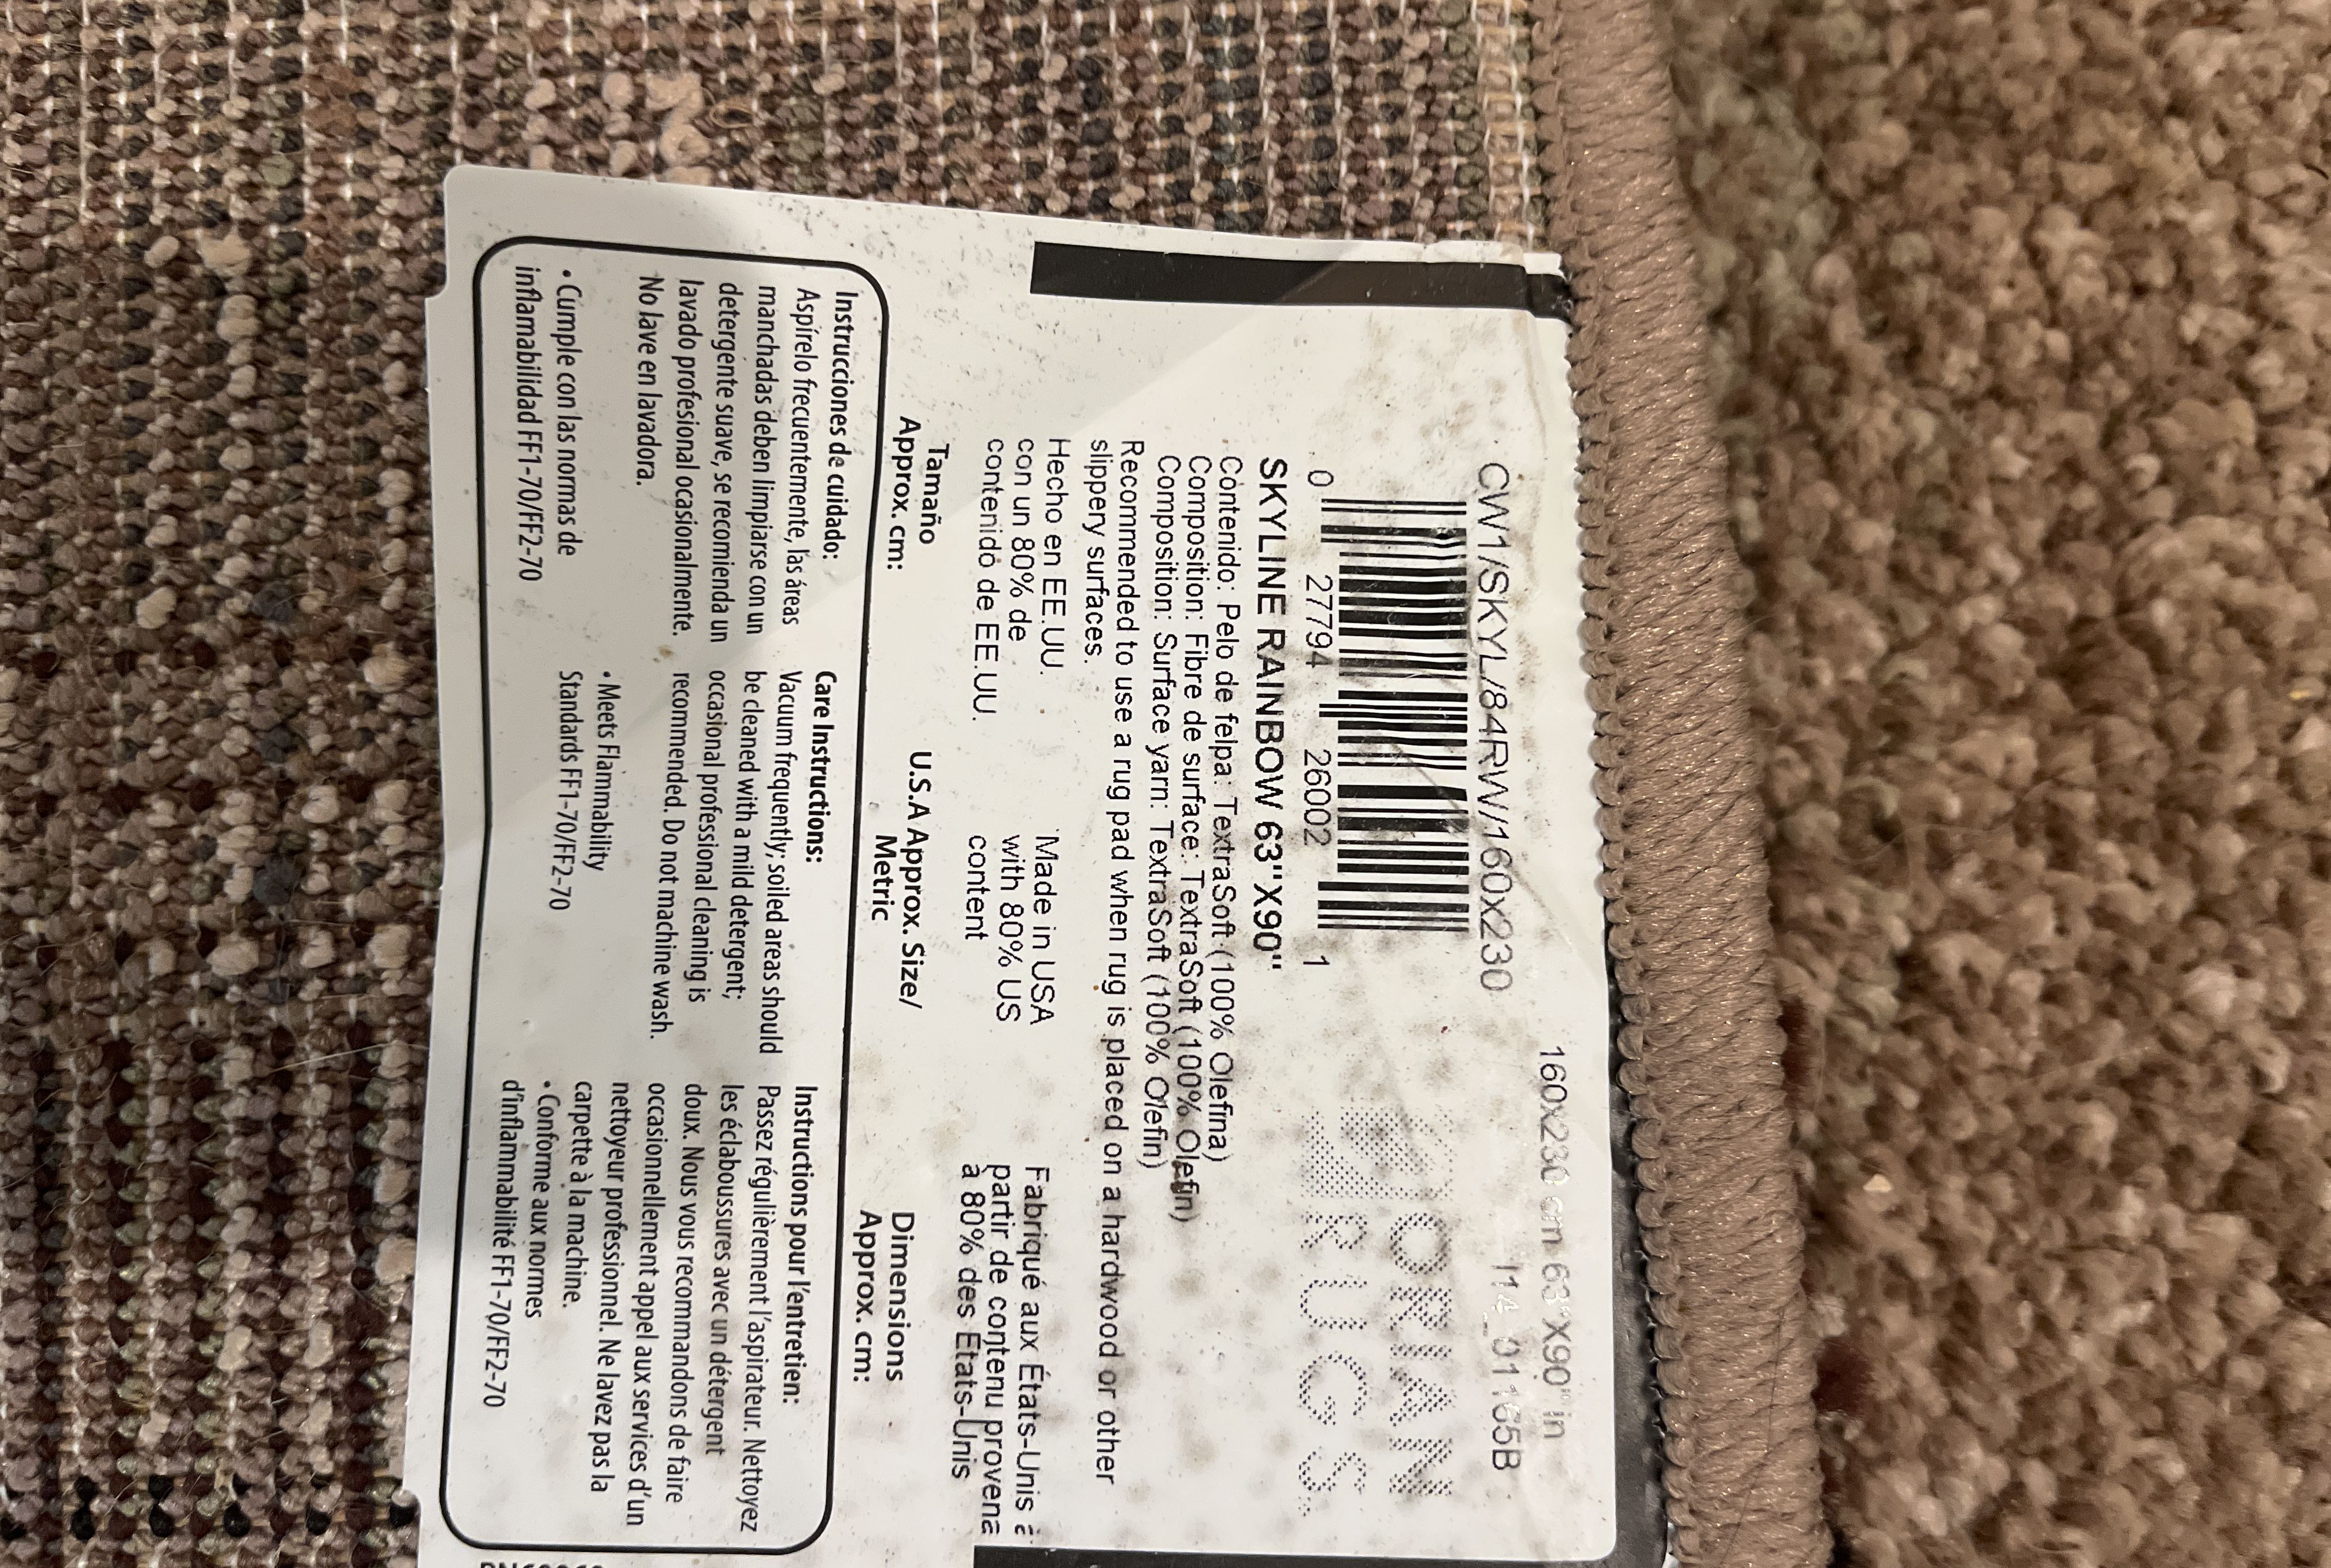 160x230 cm 63"X90" in
CW1/SKYL/84RW/160x230
0 27794 26002 1
RUGS
SKYLINE RAINBOW 63"X90"
Contenido: Pelo de felpa: TextraSoft (100% Olefina)
Composition: Fibre de surface: TextraSoft (100% Olefin)
Composition: Surface yarn: TextraSoft (100% Olefin)
Recommended to use a rug pad when rug is placed on a hardwood or other
slippery surfaces.
Hecho en EE.UU.
con un 80% de
contenido de EE.UU.
Made in USA
with 80% US
content
Fabriqué aux États-Unis à
partir de contenu provena
à 80% des États-Unis
Tamaño
Approx. cm:
U.S.A Approx. Size/
Metric
Dimensions
Approx. cm:
Instrucciones de cuidado:
Aspírelo frecuentemente, las áreas
manchadas deben limpiarse con un
detergente suave, se recomienda un
lavado profesional ocasionalmente.
No lave en lavadora.
• Cumple con las normas de
inflamabilidad FF1-70/FF2-70
Care Instructions:
Vacuum frequently; soiled areas should
be cleaned with a mild detergent;
occasional professional cleaning is
recommended. Do not machine wash.
• Meets Flammability
Standards FF1-70/FF2-70
Instructions pour l'entretien:
Passez régulièrement l'aspirateur. Nettoyez
les éclaboussures avec un détergent
doux. Nous vous recommandons de faire
occasionnellement appel aux services d'un
nettoyeur professionnel. Ne lavez pas la
carpette à la machine.
• Conforme aux normes
d'inflammabilité FF1-70/FF2-70